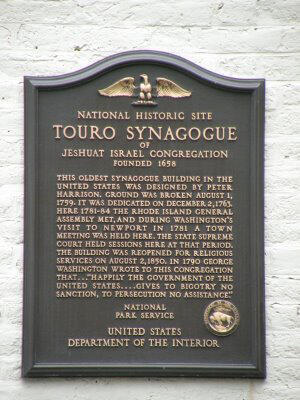 NATIONAL HISTORIC SITE
TOURO SYNAGOGUE
OF
JESHUAT ISRAEL CONGREGATION
FOUNDED 1658
THIS OLDEST SYNAGOGUE BUILDING IN THE
UNITED STATES WAS DESIGNED BY PETER
HARRISON. GROUND WAS BROKEN AUGUST 1,
1759. IT WAS DEDICATED ON DECEMBER 2, 1763.
HERE 1781-84 THE RHODE ISLAND GENERAL
ASSEMBLY MET, AND DURING WASHINGTON'S
VISIT TO NEWPORT IN 1781 A TOWN
MEETING WAS HELD HERE. THE STATE SUPREME
COURT HELD SESSIONS HERE AT THAT PERIOD.
THE BUILDING WAS REOPENED FOR RELIGIOUS
SERVICES ON AUGUST 2, 1850. IN 1790 GEORGE
WASHINGTON WROTE TO THIS CONGREGATION
THAT..."HAPPILY THE GOVERNMENT OF THE
UNITED STATES....GIVES TO BIGOTRY NO
SANCTION, TO PERSECUTION NO ASSISTANCE."
NATIONAL
PARK SERVICE
UNITED STATES
DEPARTMENT OF THE INTERIOR